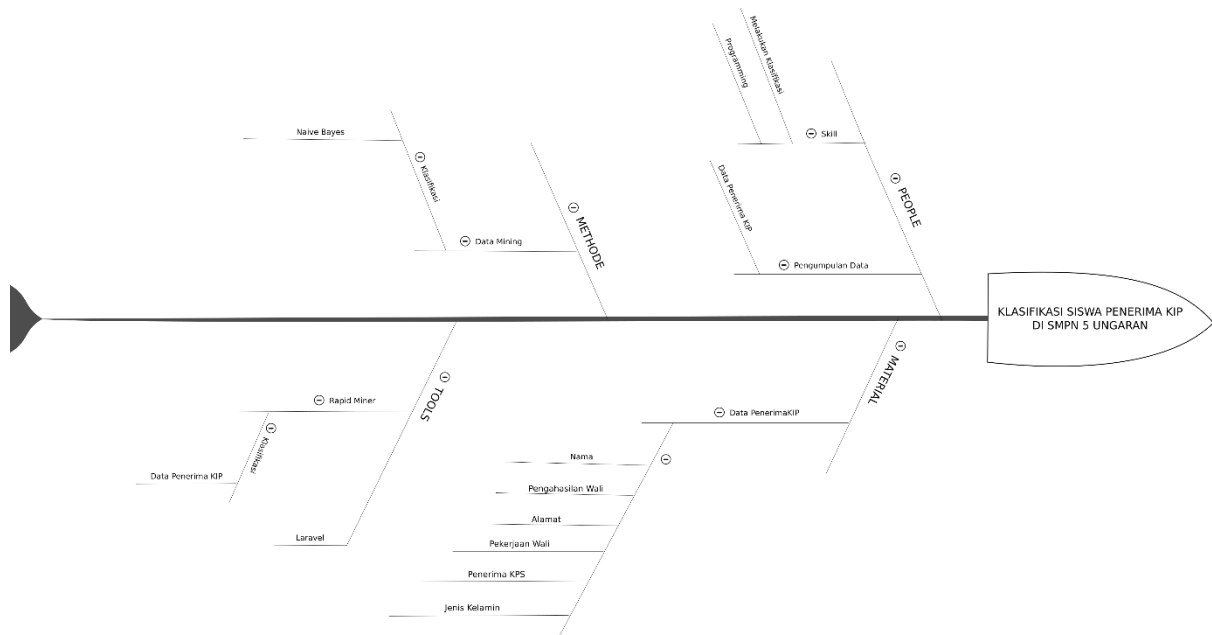 Melakukan Klasifikasi
Programming
Skill
Data Penerima KIP
PEOPLE
Pengumpulan Data
Naive Bayes
Klasifikasi
Data Mining
METHODE
KLASIFIKASI SISWA PENERIMA KIP
DI SMPN 5 UNGARAN
TOOLS
Rapid Miner
Klasifikasi
Data Penerima KIP
Laravel
MATERIAL
Data PenerimaKIP
Nama
Pengahasilan Wali
Alamat
Pekerjaan Wali
Penerima KPS
Jenis Kelamin